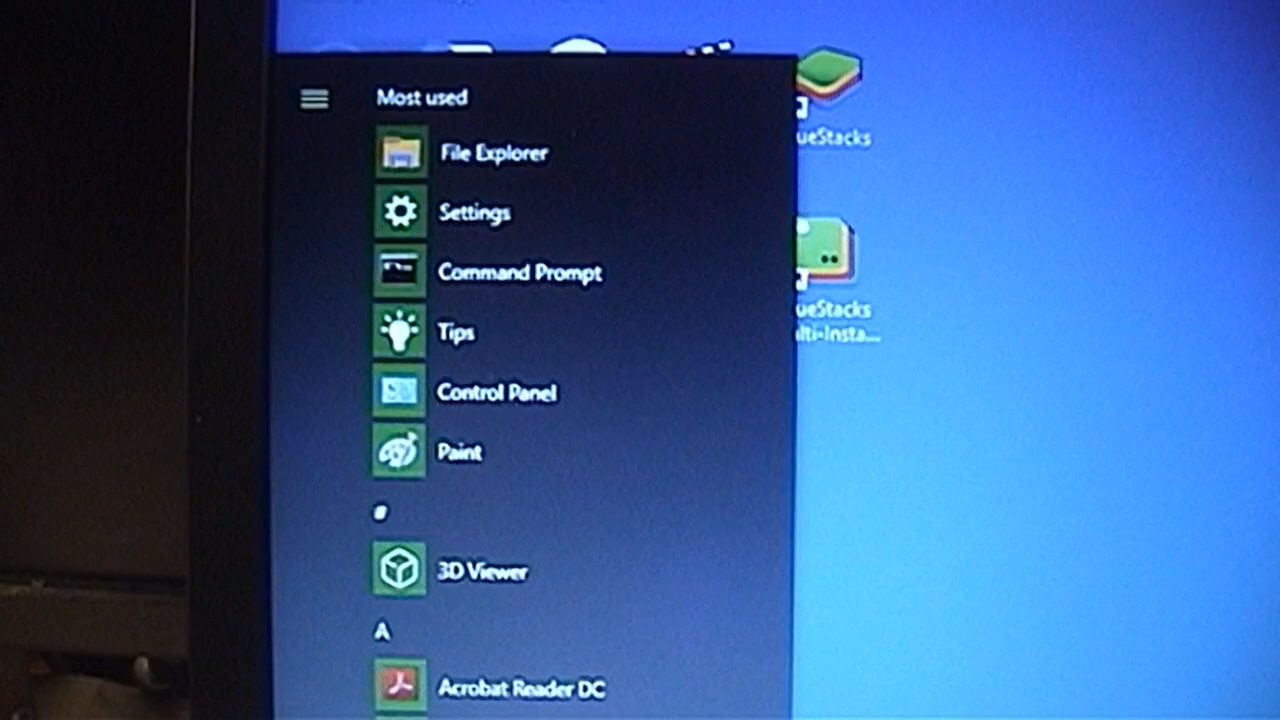 Most used
File Explorer
Settings
Command Prompt
Tips
Control Panel
Paint
#
3D Viewer
A
Acrobat Reader DC
ueStacks
ueStacks
lti-Insta...